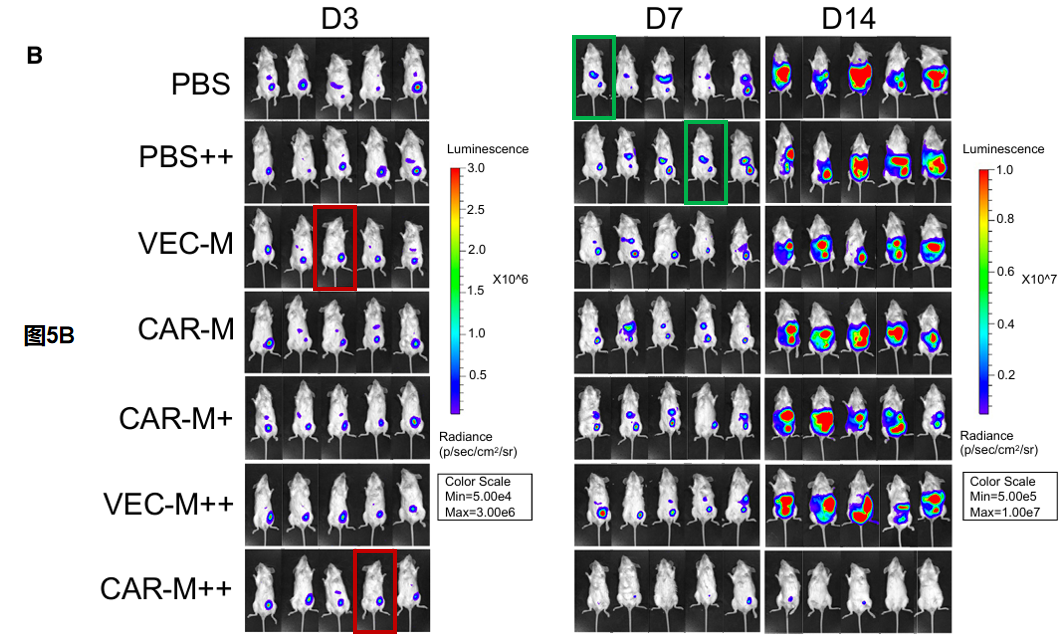 D3
D7
D14
B
PBS
PBS++
VEC-M
图5B
CAR-M
CAR-M+
VEC-M++
CAR-M++
Luminescence
3.0
2.5
2.0
1.5
1.0
0.5
X10^6
Radiance
(p/sec/cm²/sr)
Color Scale
Min=5.00e4
Max=3.00e6
Luminescence
1.0
0.8
0.6
0.4
0.2
X10^7
Radiance
(p/sec/cm²/sr)
Color Scale
Min=5.00e5
Max=1.00e7